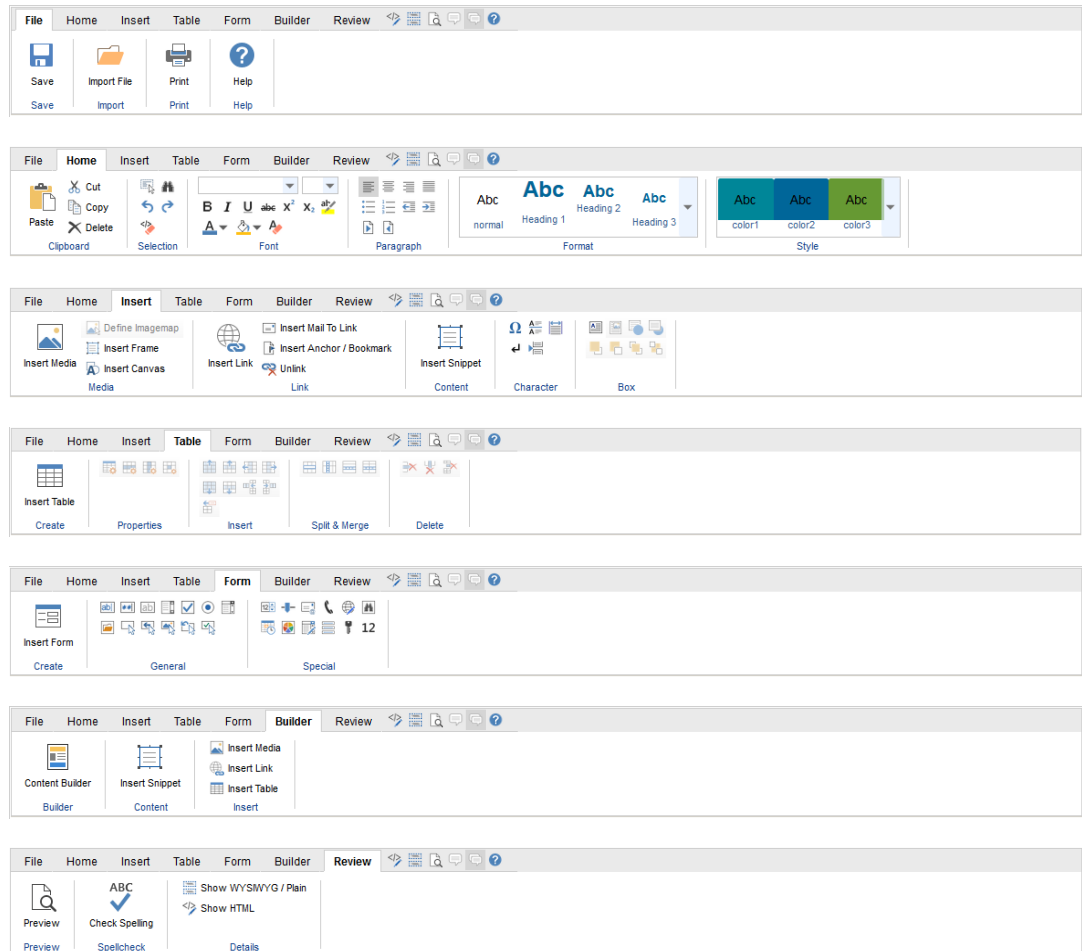 File Home Insert Table Form Builder Review
Save Import File Print Help
Save Import Print Help
File Home Insert Table Form Builder Review
Cut
Copy
Paste Delete
B I U abc X² X₂ ab
A
Abc Abc Abc Abc
normal Heading 1 Heading 2 Heading 3
Abc Abc Abc
color1 color2 color3
Clipboard Selection Font Paragraph Format Style
File Home Insert Table Form Builder Review
Define Imagemap Insert Mail To Link
Insert Frame Insert Anchor / Bookmark
Insert Media Insert Canvas Insert Link Unlink Insert Snippet
Ω
Media Link Content Character Box
File Home Insert Table Form Builder Review
Insert Table
Create Properties Insert Split & Merge Delete
File Home Insert Table Form Builder Review
ab ab
12
Insert Form
Create General Special
File Home Insert Table Form Builder Review
Insert Media
Insert Link
Content Builder Insert Snippet Insert Table
Builder Content Insert
File Home Insert Table Form Builder Review
ABC Show WYSIWYG / Plain
Show HTML
Preview Check Spelling
Preview Spellcheck Details